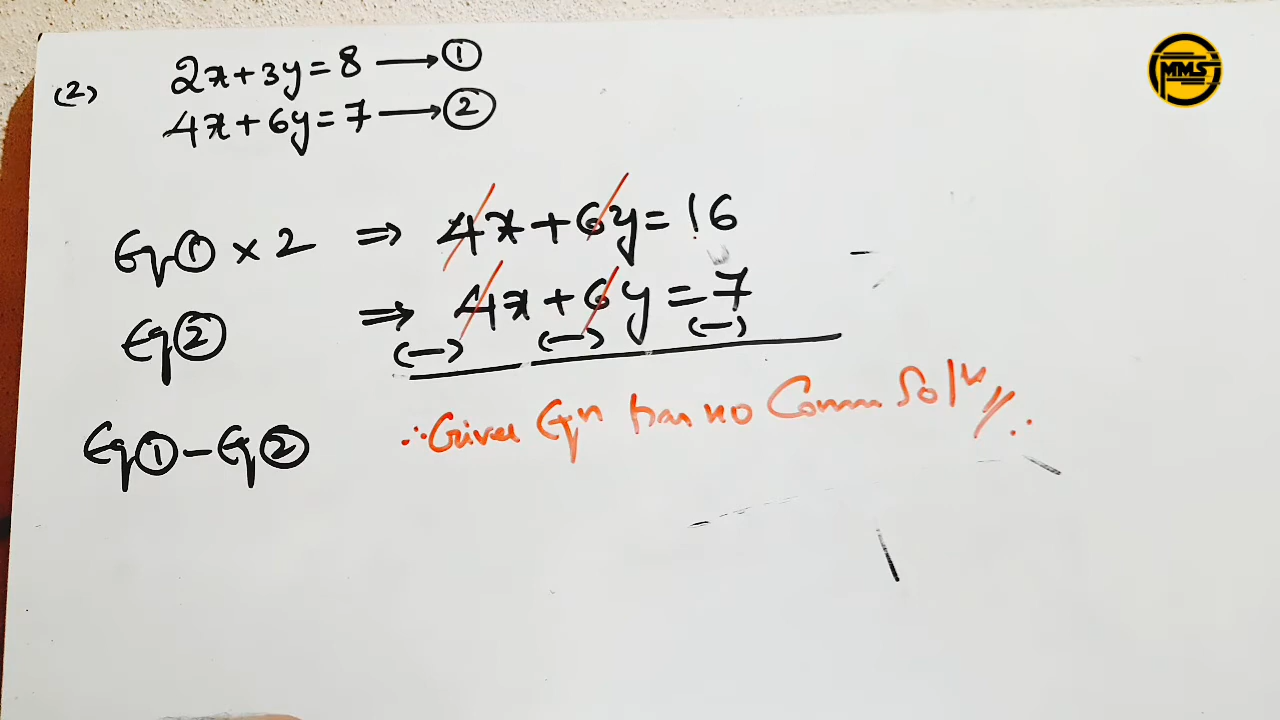 (2) 2x+3y=8 ⟶ ①
4x+6y=7 ⟶ ②
MMS
Eq① × 2 ⇒ 4x+6y=16
Eq② ⇒ 4x+6y=7
(−) (−) (−)
Eq①−Eq②
∴ Given Eqn has no Comm Soln //.